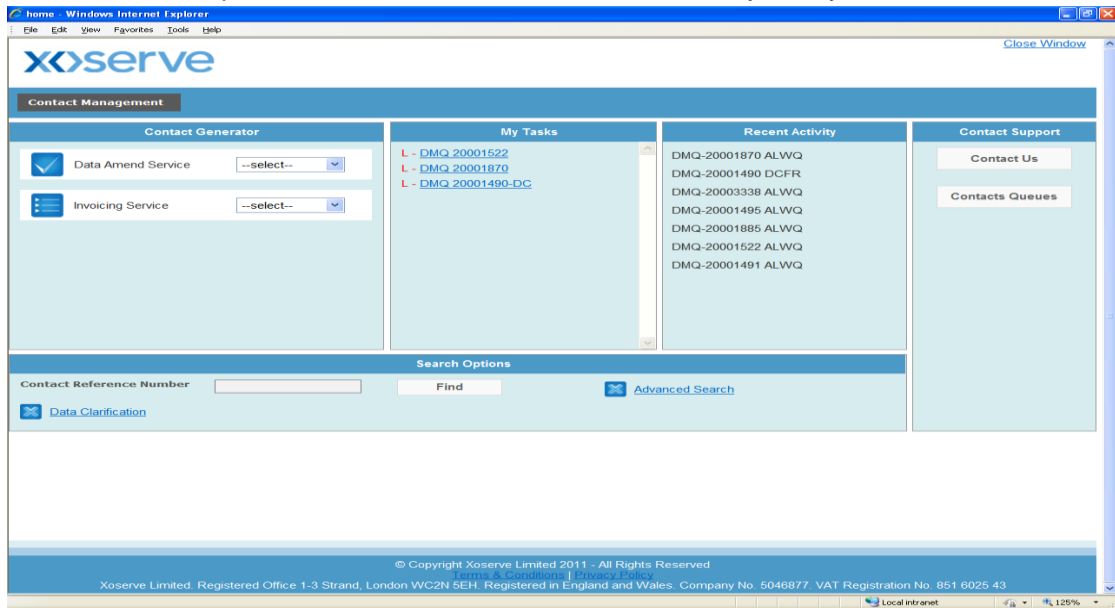 home - Windows Internet Explorer
File Edit View Favorites Tools Help
Close Window
xoserve
Contact Management
Contact Generator
Data Amend Service --select--
Invoicing Service --select--
My Tasks
L - DMQ 20001522
L - DMQ 20001870
L - DMQ 20001490-DC
Recent Activity
DMQ-20001870 ALWQ
DMQ-20001490 DCFR
DMQ-20003338 ALWQ
DMQ-20001495 ALWQ
DMQ-20001885 ALWQ
DMQ-20001522 ALWQ
DMQ-20001491 ALWQ
Contact Support
Contact Us
Contacts Queues
Search Options
Contact Reference Number Find Advanced Search
Data Clarification
© Copyright Xoserve Limited 2011 - All Rights Reserved
Terms & Conditions | Privacy Policy
Xoserve Limited. Registered Office 1-3 Strand, London WC2N 5EH. Registered in England and Wales. Company No. 5046877. VAT Registration No. 851 6025 43
Local intranet 125%